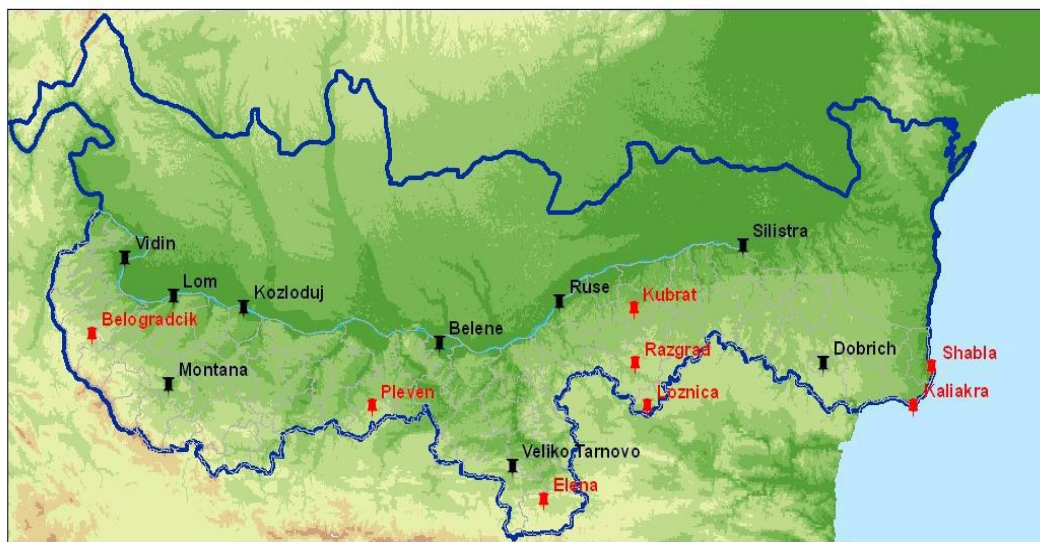 Silistra
Vidin
Lom
Kozloduj
Ruse
Kubrat
Belogradcik
Belene
Montana
Razgrad
Dobrich
Shabla
Pleven
Loznica
Kaliakra
Veliko Tarnovo
Elena